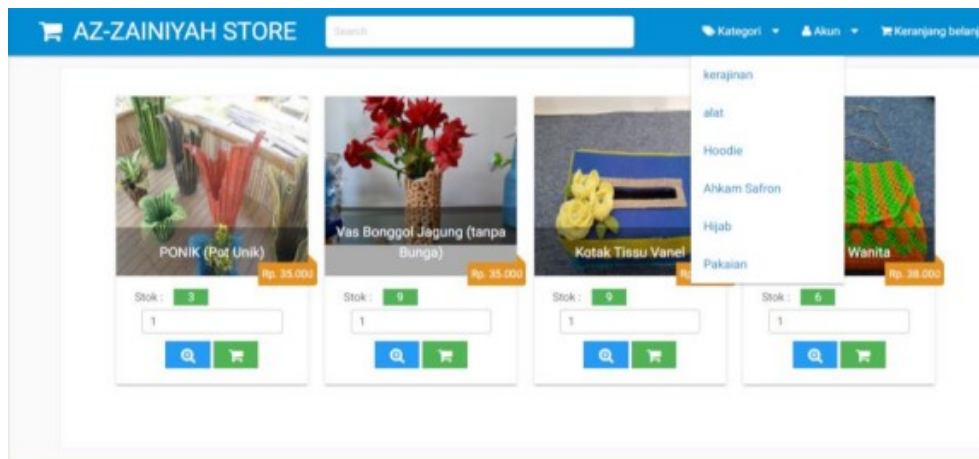 AZ-ZAINIYAH STORE
Search
Kategori
Akun
Keranjang belanj
kerajinan
alat
Hoodie
Ahkam Safron
Hijab
Pakaian
PONIK (Pot Unik)
Rp. 35.000
Stok : 3
1
Vas Bonggol Jagung (tanpa
Bunga)
Rp. 35.000
Stok : 9
1
Kotak Tissu Vanel
Stok : 9
1
Wanita
Rp. 38.000
Stok : 6
1